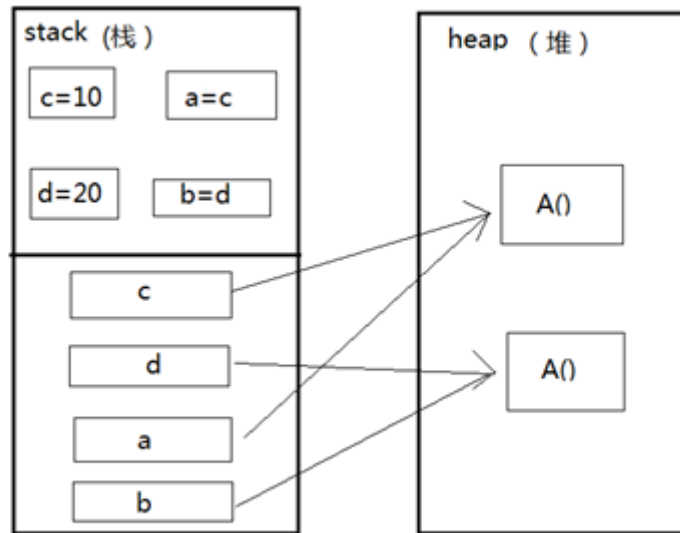 stack (栈)
heap (堆)
c=10
a=c
d=20
b=d
A()
c
d
A()
a
b